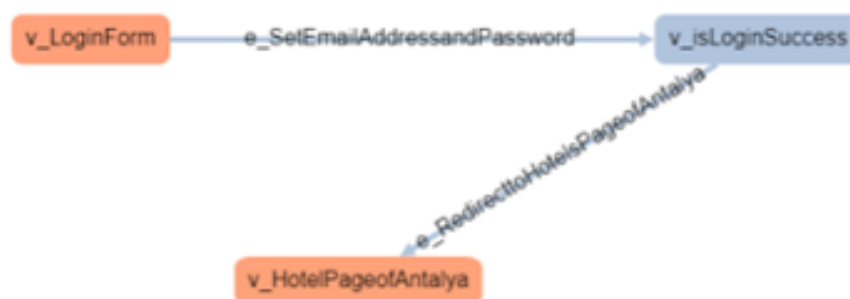 v_LoginForm
e_SetEmailAddressandPassword
v_isLoginSuccess
e_RedirecttoHotelsPageofAntalya
v_HotelPageofAntalya